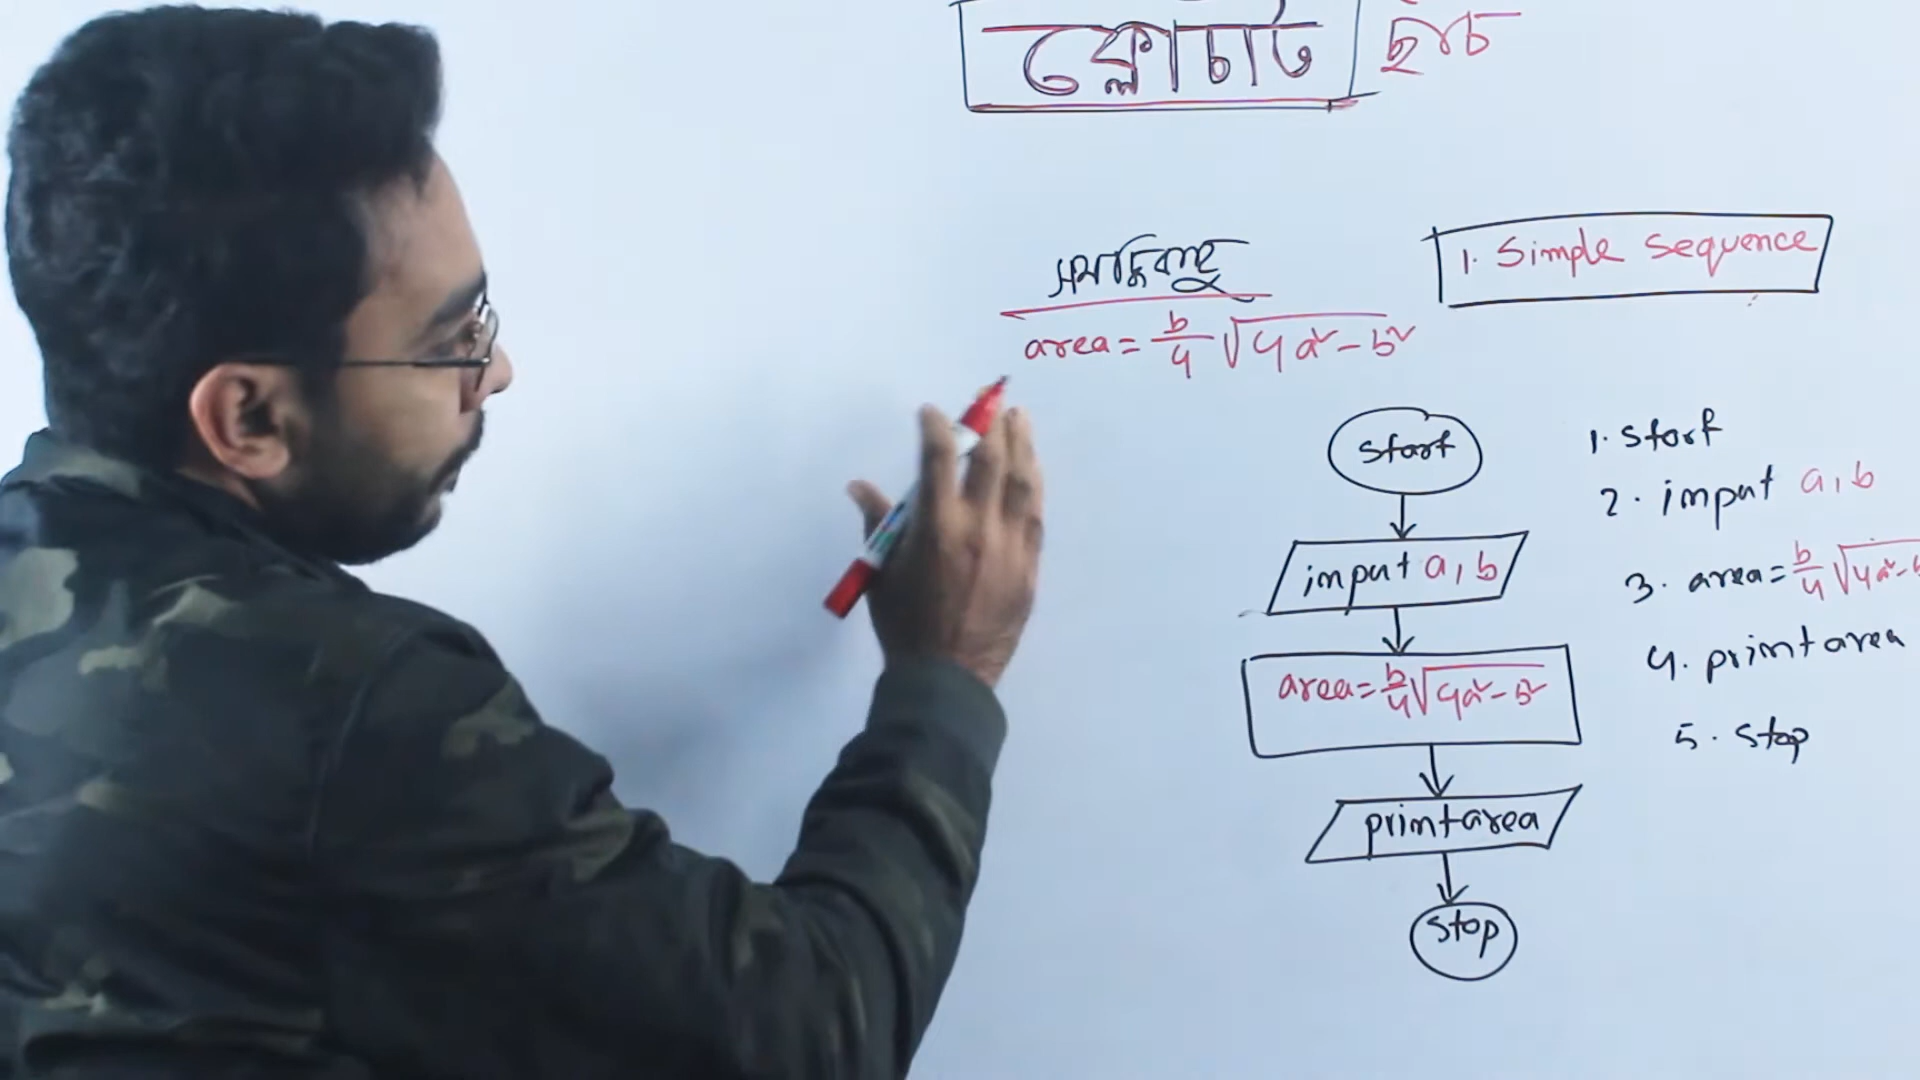 ফ্লোচার্ট
1. Simple sequence
সমদ্বিবাহু
area = b/4 √4a²-b²
start
input a, b
area = b/4 √4a²-b²
print area
stop
1. start
2. input a, b
3. area = b/4 √4a²-b
4. print area
5. stop